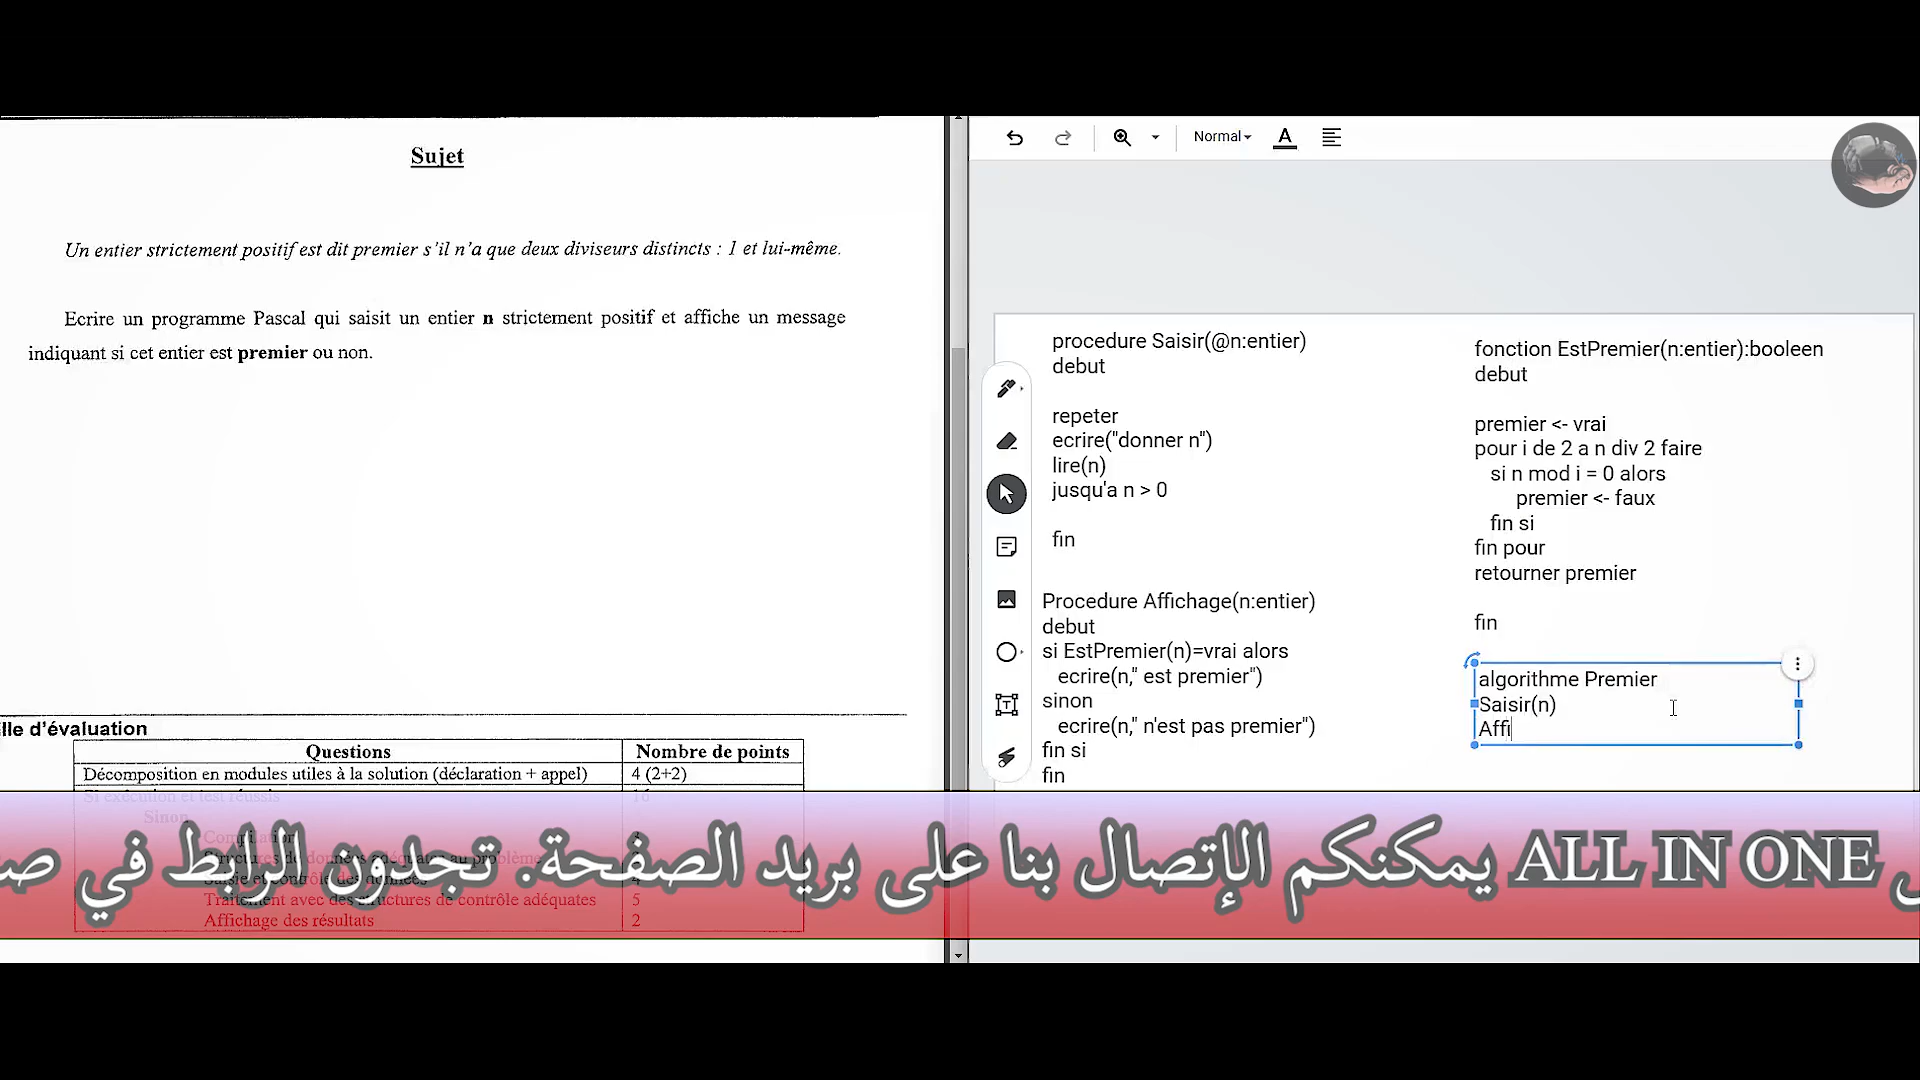 Sujet
Un entier strictement positif est dit premier s'il n'a que deux diviseurs distincts : 1 et lui-même.
Ecrire un programme Pascal qui saisit un entier n strictement positif et affiche un message
indiquant si cet entier est premier ou non.
lle d'évaluation
Questions Nombre de points
Décomposition en modules utiles à la solution (déclaration + appel) 4 (2+2)
Si exécution et test réussis 16
Sinon
Traitement avec des structures de contrôle adéquates 5
Affichage des résultats 2
Normal
procedure Saisir(@n:entier)
debut
repeter
ecrire("donner n")
lire(n)
jusqu'a n > 0
fin
Procedure Affichage(n:entier)
debut
si EstPremier(n)=vrai alors
ecrire(n," est premier")
sinon
ecrire(n," n'est pas premier")
fin si
fin
fonction EstPremier(n:entier):booleen
debut
premier <- vrai
pour i de 2 a n div 2 faire
si n mod i = 0 alors
premier <- faux
fin si
fin pour
retourner premier
fin
algorithme Premier
Saisir(n)
Affi
ALL IN ONE يمكنكم الإتصال بنا على بريد الصفحة. تجدون الرابط في